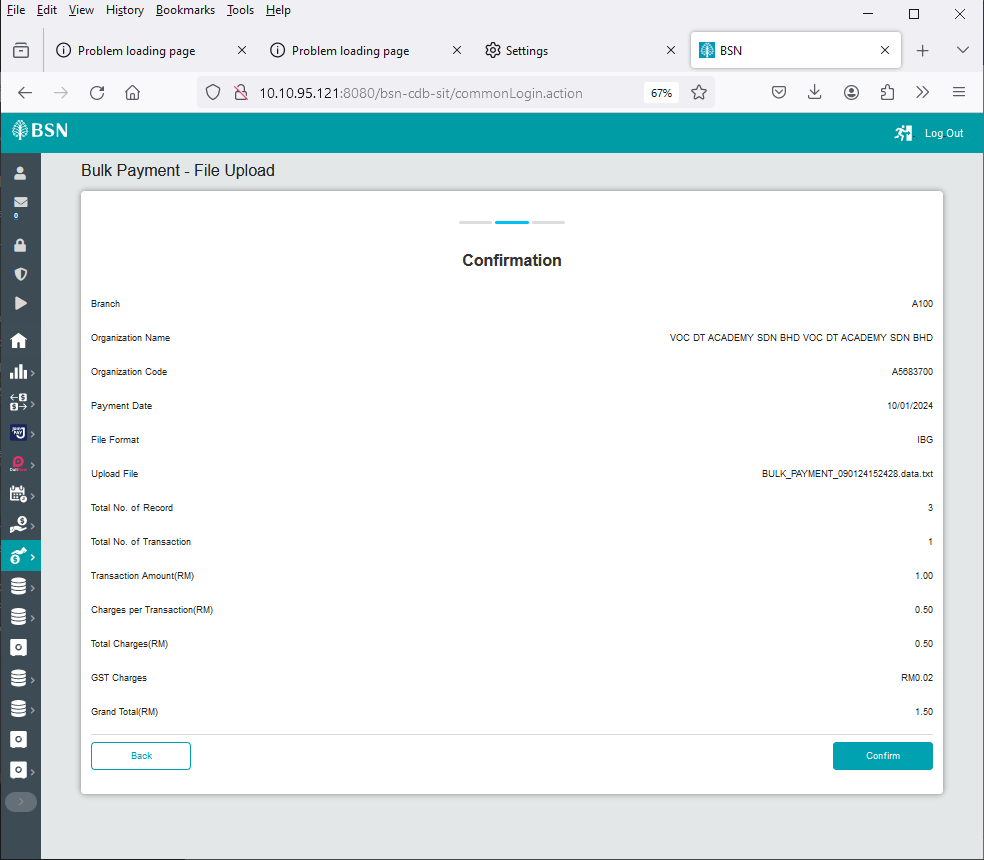 File Edit View History Bookmarks Tools Help
Problem loading page
Problem loading page
Settings
BSN
10.10.95.121:8080/bsn-cdb-sit/commonLogin.action
67%
BSN
Log Out
Bulk Payment - File Upload
0
Confirmation
Branch A100
Organization Name VOC DT ACADEMY SDN BHD VOC DT ACADEMY SDN BHD
Organization Code A5683700
Payment Date 10/01/2024
File Format IBG
Upload File BULK_PAYMENT_090124152428.data.txt
Total No. of Record 3
Total No. of Transaction 1
Transaction Amount(RM) 1.00
Charges per Transaction(RM) 0.50
Total Charges(RM) 0.50
GST Charges RM0.02
Grand Total(RM) 1.50
Back Confirm